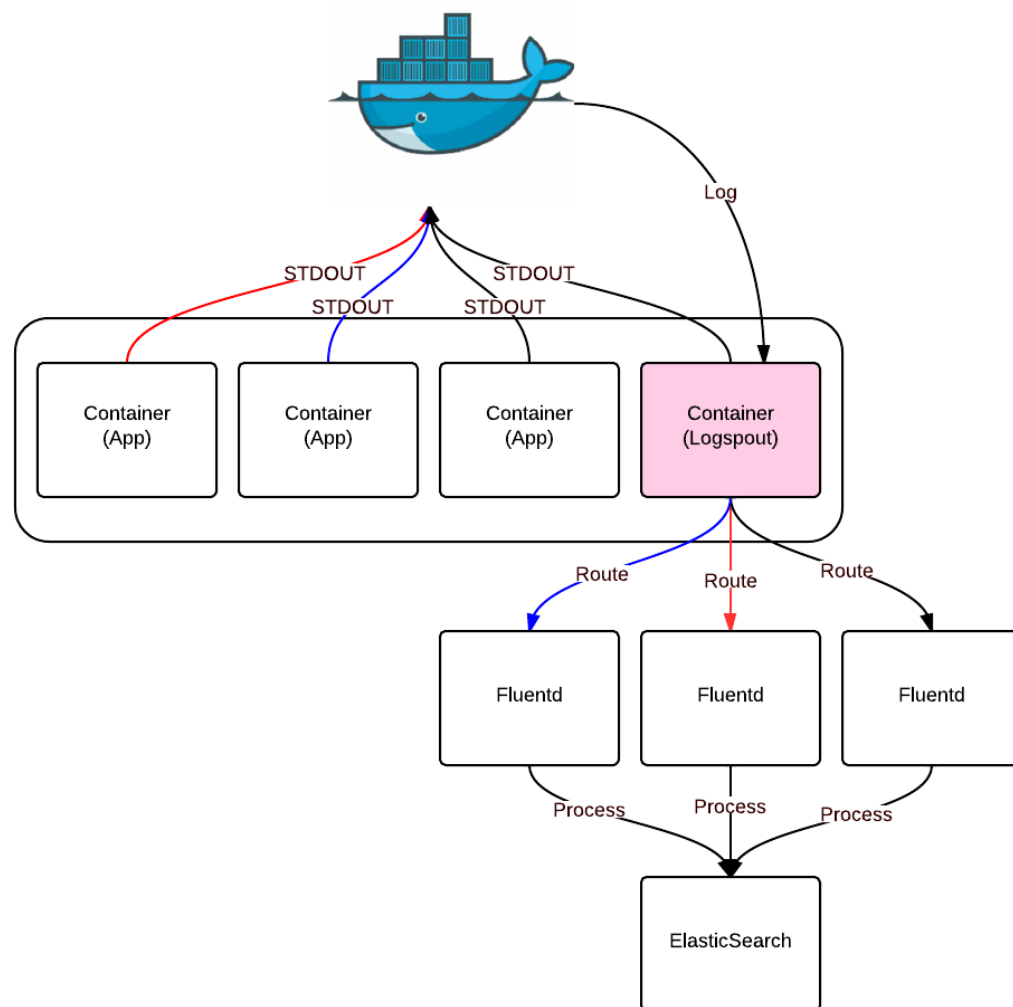 Log
STDOUT
STDOUT
STDOUT
STDOUT
Container
(App)
Container
(App)
Container
(App)
Container
(Logspout)
Route
Route
Route
Fluentd
Fluentd
Fluentd
Process
Process
Process
ElasticSearch